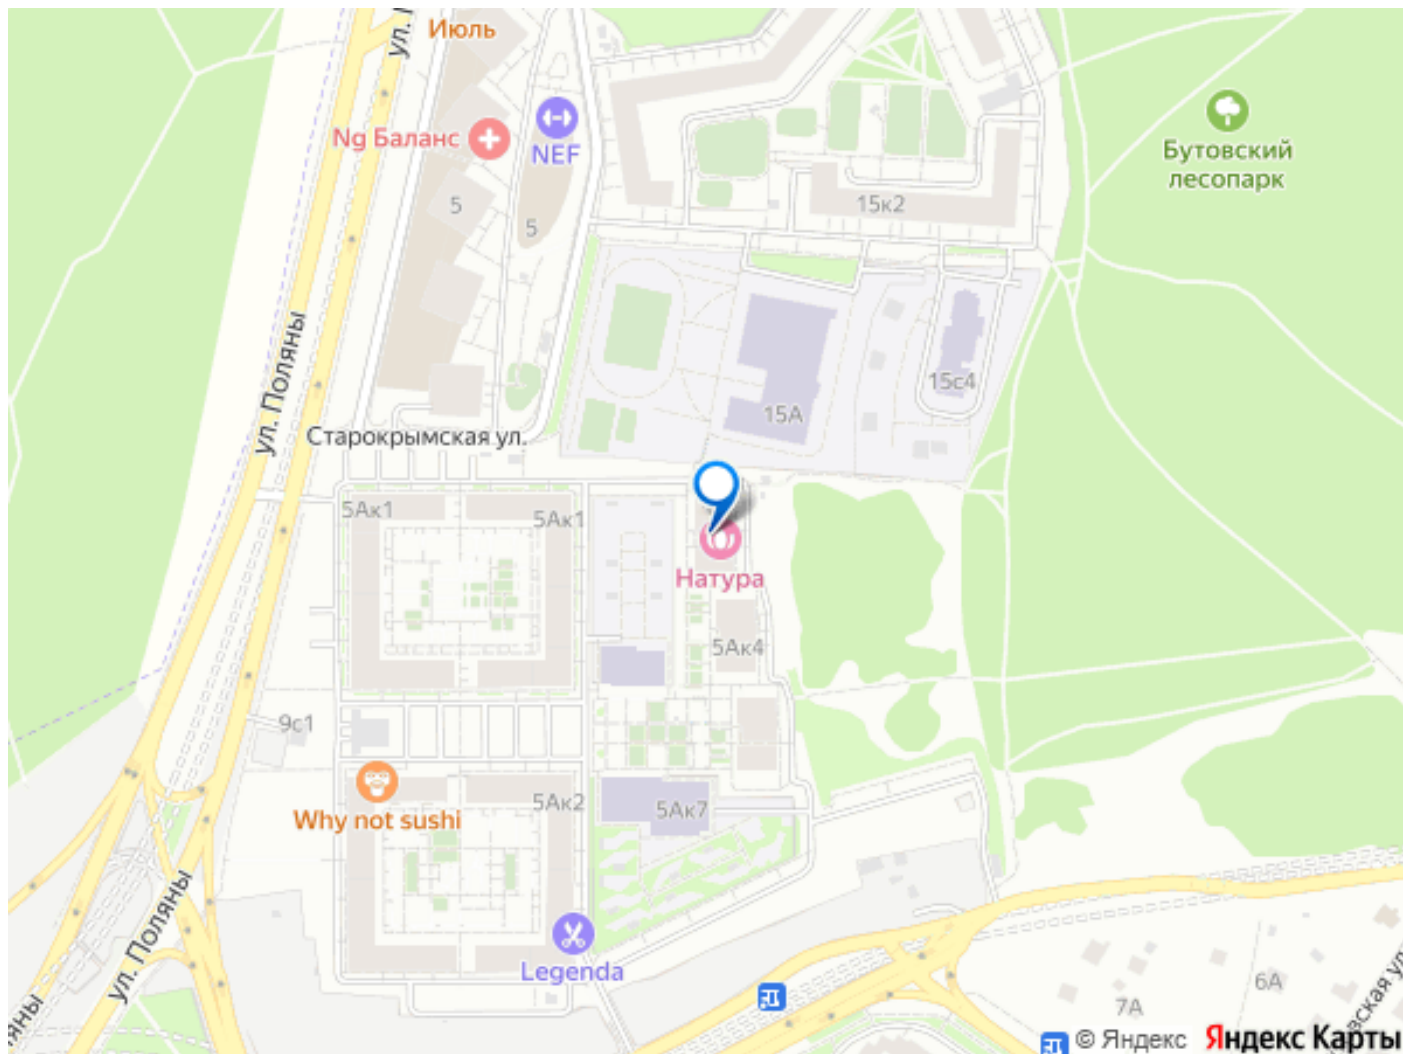 Июль
ул.
Ng Баланс
NEF
Бутовский
лесопарк
5
5
15к2
ул. Поляны
15с4
15А
Старокрымская ул.
5Ак1
5Ак1
Натура
5Ак4
9с1
Why not sushi
5Ак2
5Ак7
ул. Поляны
Legenda
6А
7А
© Яндекс
Яндекс Карты